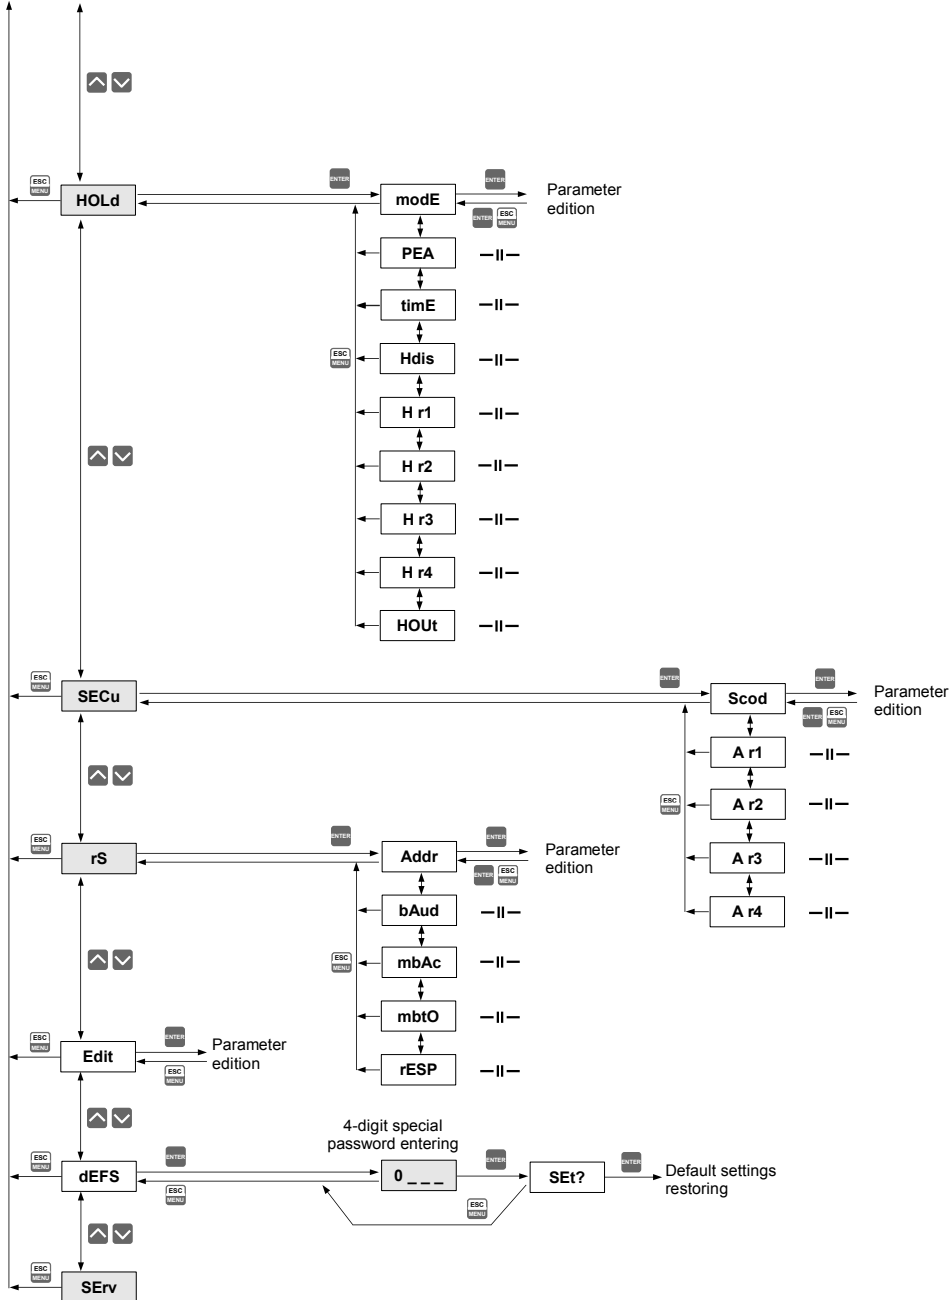 ESC
MENU
HOLd
ENTER
modE
ENTER
ENTER
ESC
MENU
Parameter
edition
PEA
—II—
timE
—II—
ESC
MENU
Hdis
—II—
H r1
—II—
H r2
—II—
H r3
—II—
H r4
—II—
HOUt
—II—
ESC
MENU
SECu
ENTER
Scod
ENTER
ENTER
ESC
MENU
Parameter
edition
A r1
—II—
ESC
MENU
A r2
—II—
A r3
—II—
A r4
—II—
ESC
MENU
rS
ENTER
Addr
ENTER
ENTER
ESC
MENU
Parameter
edition
bAud
—II—
ESC
MENU
mbAc
—II—
mbtO
—II—
rESP
—II—
ESC
MENU
Edit
ENTER
ESC
MENU
Parameter
edition
ESC
MENU
dEFS
ENTER
ESC
MENU
4-digit special
password entering
0 _ _ _
ENTER
ESC
MENU
SEt?
ENTER
Default settings
restoring
ESC
MENU
SErv